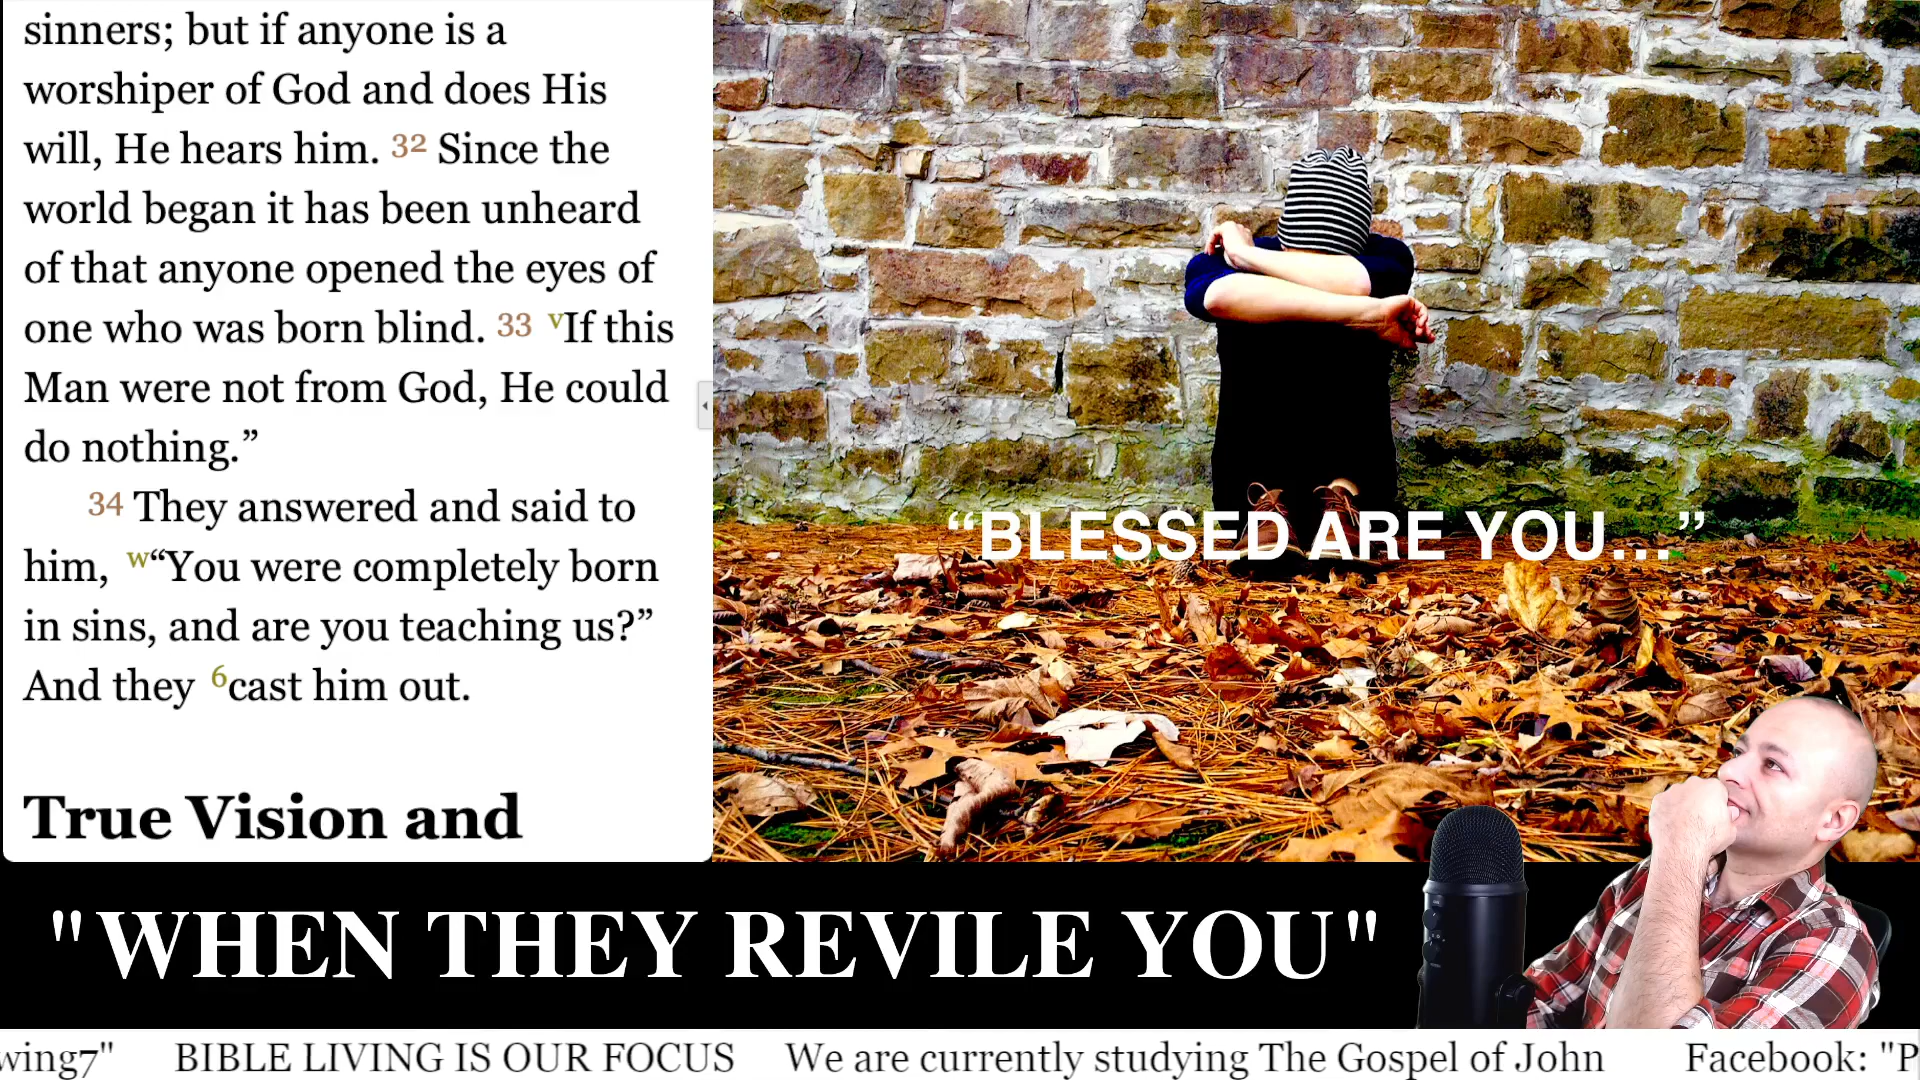 sinners; but if anyone is a
worshiper of God and does His
will, He hears him. 32 Since the
world began it has been unheard
of that anyone opened the eyes of
one who was born blind. 33 vIf this
Man were not from God, He could
do nothing.”
34 They answered and said to
him, w“You were completely born
in sins, and are you teaching us?”
And they 6cast him out.
True Vision and
“BLESSED ARE YOU...”
"WHEN THEY REVILE YOU"
wing7" BIBLE LIVING IS OUR FOCUS We are currently studying The Gospel of John Facebook: "P